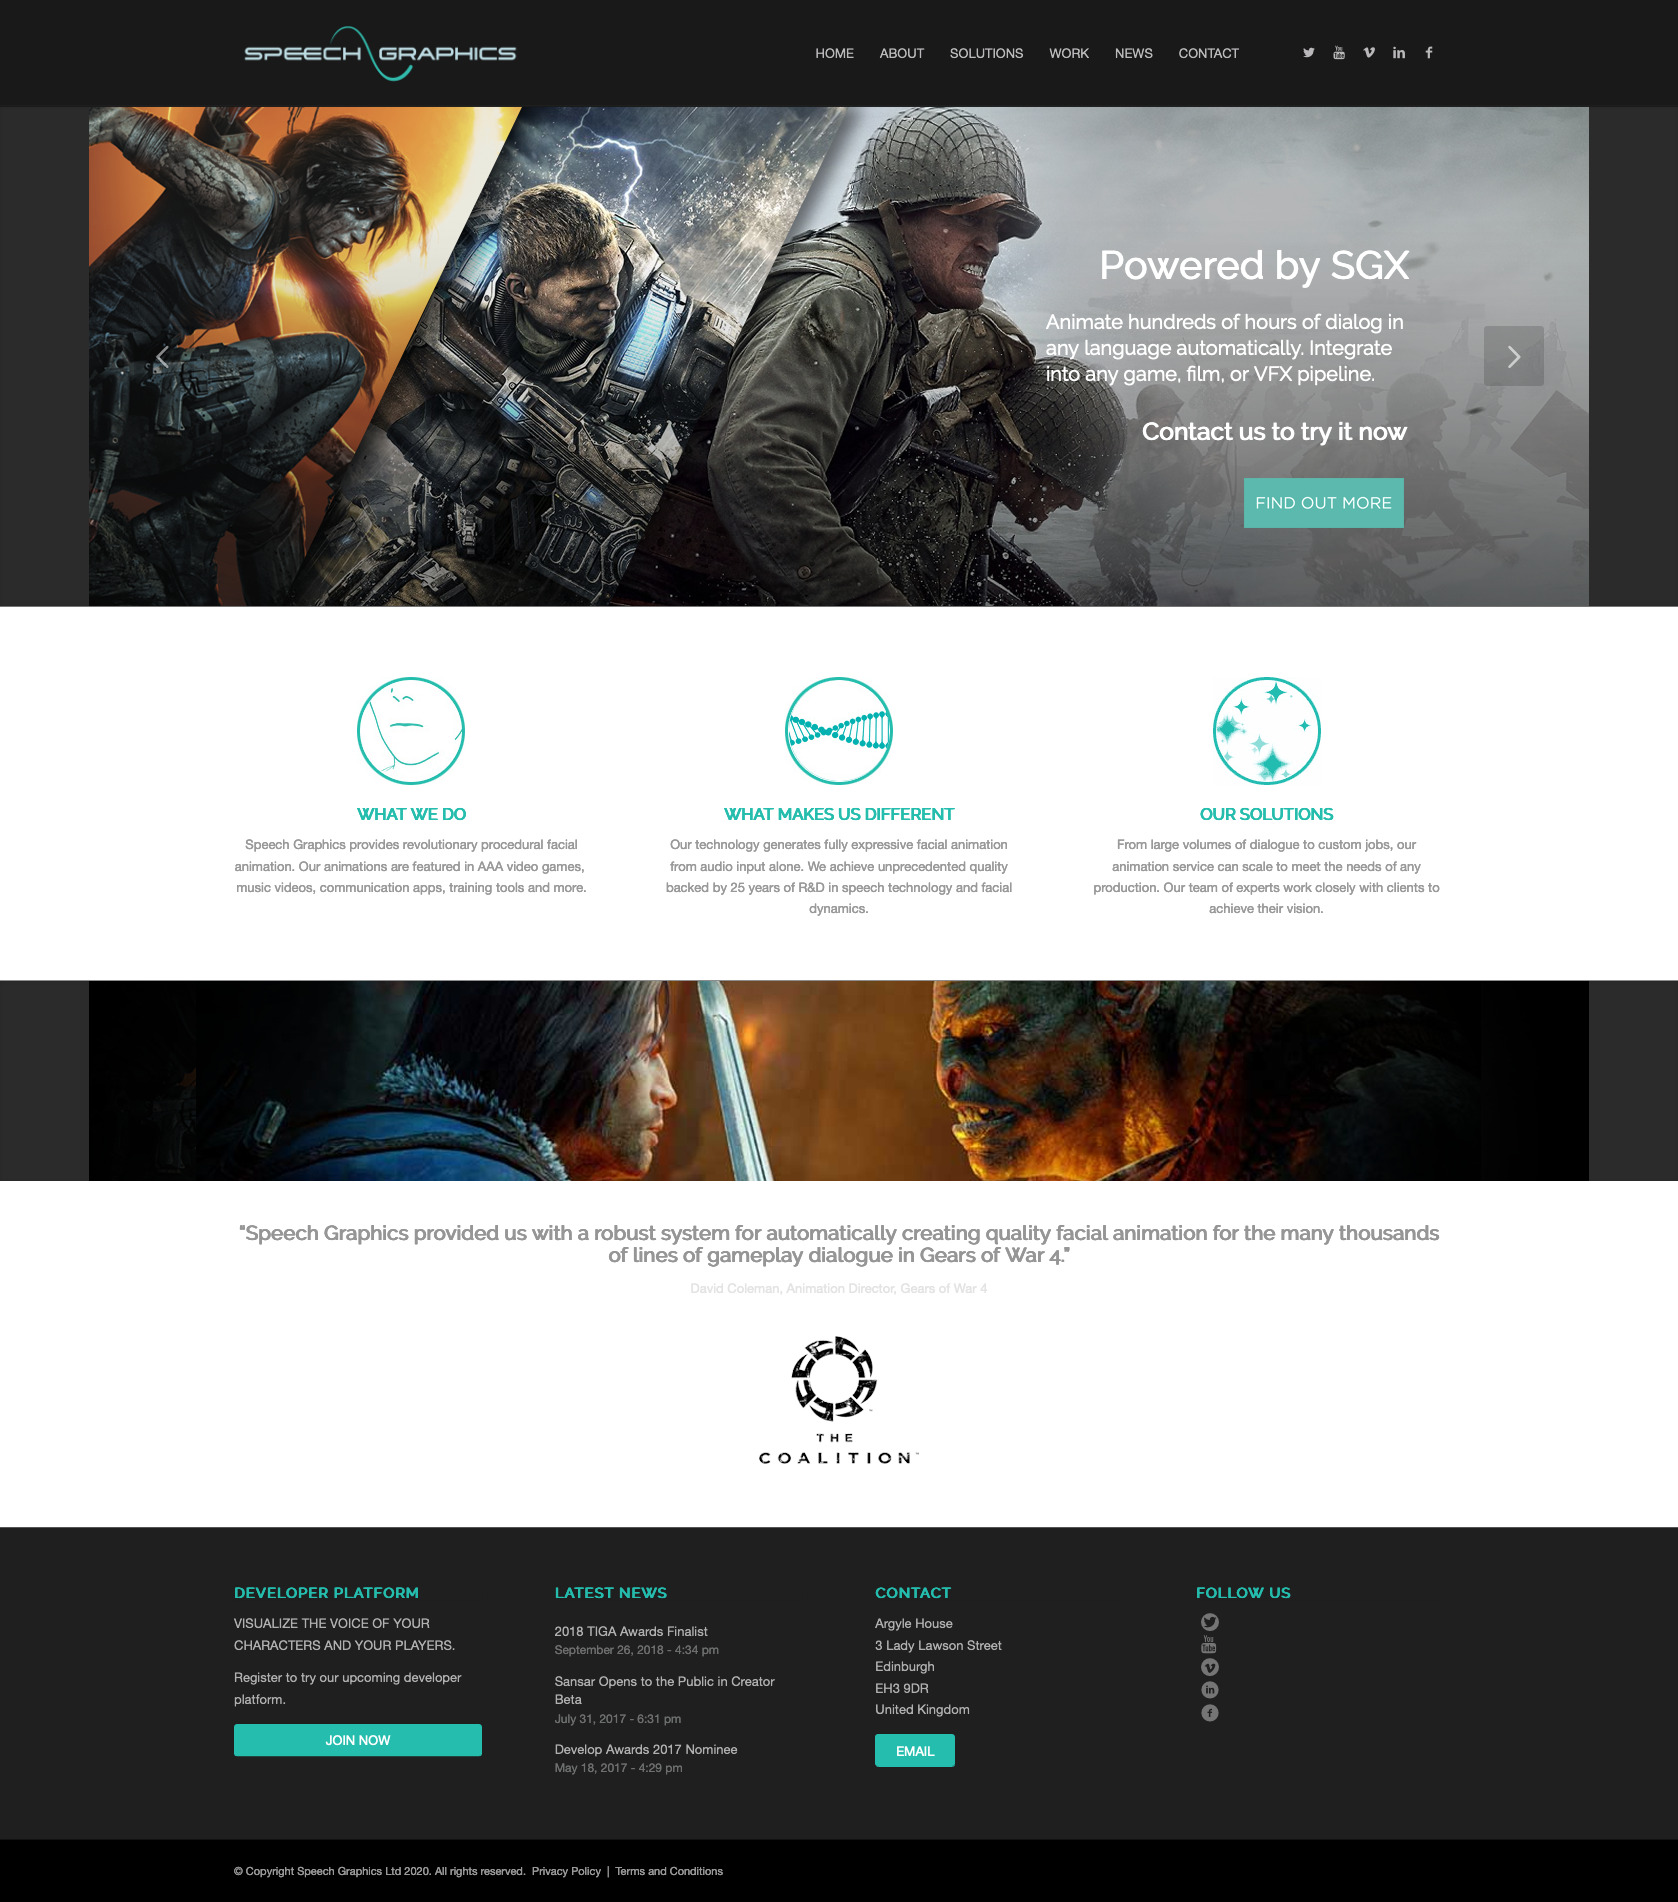 SPEECH GRAPHICS
HOME ABOUT SOLUTIONS WORK NEWS CONTACT
Powered by SGX
Animate hundreds of hours of dialog in
any language automatically. Integrate
into any game, film, or VFX pipeline.
Contact us to try it now
FIND OUT MORE
WHAT WE DO
Speech Graphics provides revolutionary procedural facial
animation. Our animations are featured in AAA video games,
music videos, communication apps, training tools and more.
WHAT MAKES US DIFFERENT
Our technology generates fully expressive facial animation
from audio input alone. We achieve unprecedented quality
backed by 25 years of R&D in speech technology and facial
dynamics.
OUR SOLUTIONS
From large volumes of dialogue to custom jobs, our
animation service can scale to meet the needs of any
production. Our team of experts work closely with clients to
achieve their vision.
"Speech Graphics provided us with a robust system for automatically creating quality facial animation for the many thousands
of lines of gameplay dialogue in Gears of War 4."
David Coleman, Animation Director, Gears of War 4
THE
COALITION™
DEVELOPER PLATFORM
VISUALIZE THE VOICE OF YOUR
CHARACTERS AND YOUR PLAYERS.
Register to try our upcoming developer
platform.
JOIN NOW
LATEST NEWS
2018 TIGA Awards Finalist
September 26, 2018 - 4:34 pm
Sansar Opens to the Public in Creator
Beta
July 31, 2017 - 6:31 pm
Develop Awards 2017 Nominee
May 18, 2017 - 4:29 pm
CONTACT
Argyle House
3 Lady Lawson Street
Edinburgh
EH3 9DR
United Kingdom
EMAIL
FOLLOW US
© Copyright Speech Graphics Ltd 2020. All rights reserved. Privacy Policy | Terms and Conditions